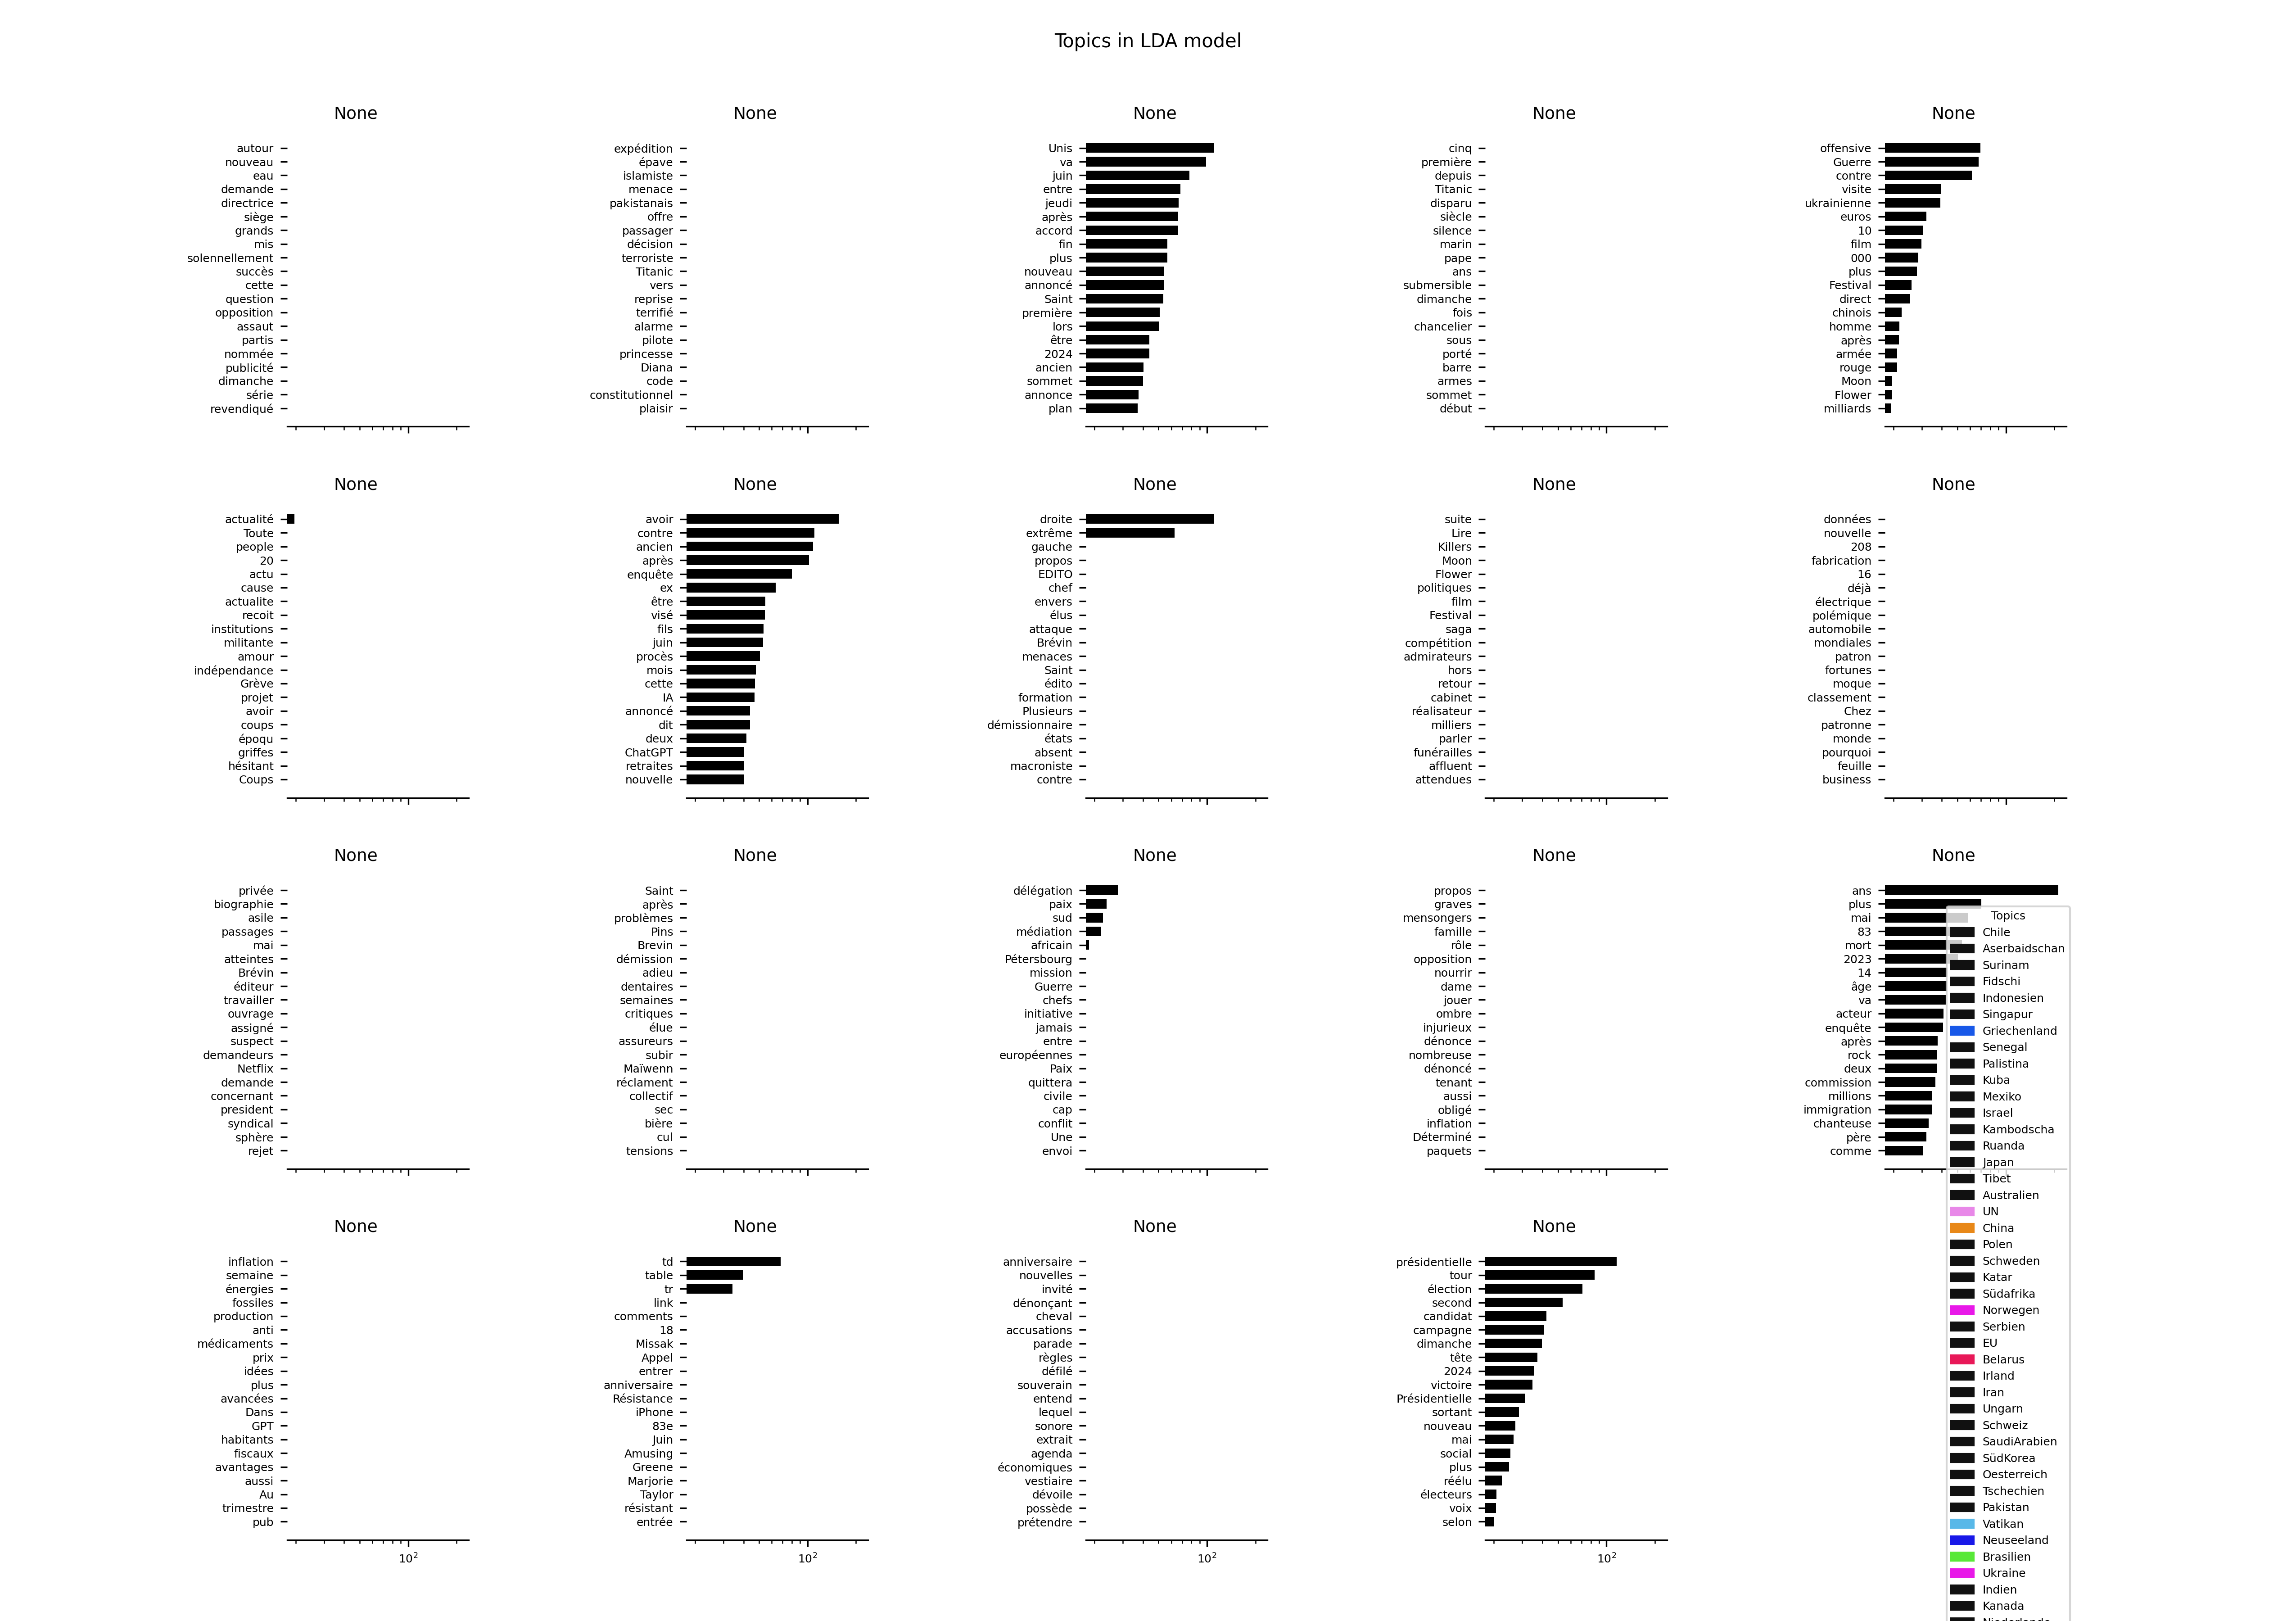 Topics in LDA model
None
autour
nouveau
eau
demande
directrice
siège
grands
mis
solennellement
succès
cette
question
opposition
assaut
partis
nommée
publicité
dimanche
série
revendiqué
None
expédition
épave
islamiste
menace
pakistanais
offre
passager
décision
terroriste
Titanic
vers
reprise
terrifié
alarme
pilote
princesse
Diana
code
constitutionnel
plaisir
None
Unis
va
juin
entre
jeudi
après
accord
fin
plus
nouveau
annoncé
Saint
première
lors
être
2024
ancien
sommet
annonce
plan
None
cinq
première
depuis
Titanic
disparu
siècle
silence
marin
pape
ans
submersible
dimanche
fois
chancelier
sous
porté
barre
armes
sommet
début
None
offensive
Guerre
contre
visite
ukrainienne
euros
10
film
000
plus
Festival
direct
chinois
homme
après
armée
rouge
Moon
Flower
milliards
None
actualité
Toute
people
20
actu
cause
actualite
recoit
institutions
militante
amour
indépendance
Grève
projet
avoir
coups
époqu
griffes
hésitant
Coups
None
avoir
contre
ancien
après
enquête
ex
être
visé
fils
juin
procès
mois
cette
IA
annoncé
dit
deux
ChatGPT
retraites
nouvelle
None
droite
extrême
gauche
propos
EDITO
chef
envers
élus
attaque
Brévin
menaces
Saint
édito
formation
Plusieurs
démissionnaire
états
absent
macroniste
contre
None
suite
Lire
Killers
Moon
Flower
politiques
film
Festival
saga
compétition
admirateurs
hors
retour
cabinet
réalisateur
milliers
parler
funérailles
affluent
attendues
None
données
nouvelle
208
fabrication
16
déjà
électrique
polémique
automobile
mondiales
patron
fortunes
moque
classement
Chez
patronne
monde
pourquoi
feuille
business
None
privée
biographie
asile
passages
mai
atteintes
Brévin
éditeur
travailler
ouvrage
assigné
suspect
demandeurs
Netflix
demande
concernant
president
syndical
sphère
rejet
None
Saint
après
problèmes
Pins
Brevin
démission
adieu
dentaires
semaines
critiques
élue
assureurs
subir
Maïwenn
réclament
collectif
sec
bière
cul
tensions
None
délégation
paix
sud
médiation
africain
Pétersbourg
mission
Guerre
chefs
initiative
jamais
entre
européennes
Paix
quittera
civile
cap
conflit
Une
envoi
None
propos
graves
mensongers
famille
rôle
opposition
nourrir
dame
jouer
ombre
injurieux
dénonce
nombreuse
dénoncé
tenant
aussi
obligé
inflation
Déterminé
paquets
None
ans
plus
mai
83
mort
2023
14
âge
va
acteur
enquête
après
rock
deux
commission
millions
immigration
chanteuse
père
comme
None
inflation
semaine
énergies
fossiles
production
anti
médicaments
prix
idées
plus
avancées
Dans
GPT
habitants
fiscaux
avantages
aussi
Au
trimestre
pub
10²
None
td
table
tr
link
comments
18
Missak
Appel
entrer
anniversaire
Résistance
iPhone
83e
Juin
Amusing
Greene
Marjorie
Taylor
résistant
entrée
10²
None
anniversaire
nouvelles
invité
dénonçant
cheval
accusations
parade
règles
défilé
souverain
entend
lequel
sonore
extrait
agenda
économiques
vestiaire
dévoile
possède
prétendre
10²
None
présidentielle
tour
élection
second
candidat
campagne
dimanche
tête
2024
victoire
Présidentielle
sortant
nouveau
mai
social
plus
réélu
électeurs
voix
selon
10²
Topics
Chile
Aserbaidschan
Surinam
Fidschi
Indonesien
Singapur
Griechenland
Senegal
Palistina
Kuba
Mexiko
Israel
Kambodscha
Ruanda
Japan
Tibet
Australien
UN
China
Polen
Schweden
Katar
Südafrika
Norwegen
Serbien
EU
Belarus
Irland
Iran
Ungarn
Schweiz
SaudiArabien
SüdKorea
Oesterreich
Tschechien
Pakistan
Vatikan
Neuseeland
Brasilien
Ukraine
Indien
Kanada